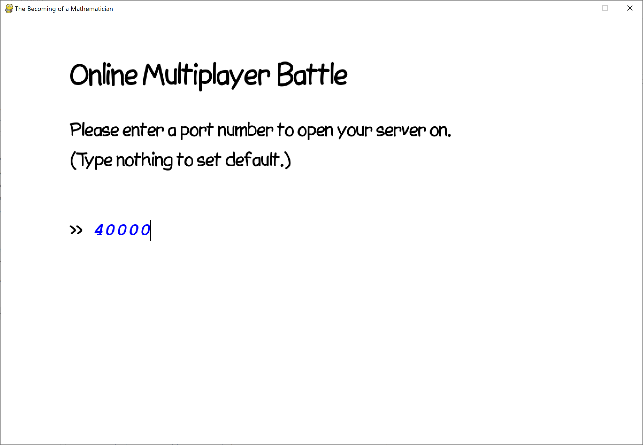 The Becoming of a Mathematician
Online Multiplayer Battle
Please enter a port number to open your server on.
(Type nothing to set default.)
>> 40000